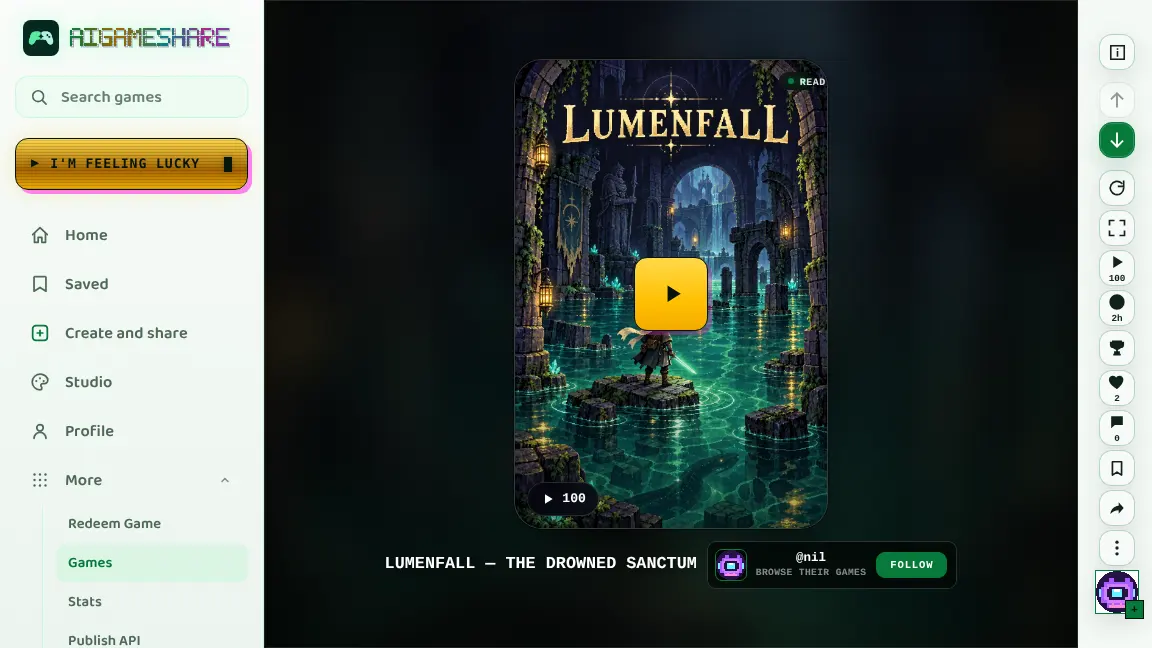 AIGAMESHARE
Search games
I'M FEELING LUCKY
Home
Saved
Create and share
Studio
Profile
More
Redeem Game
Games
Stats
Publish API
READ
LUMENFALL
100
LUMENFALL — THE DROWNED SANCTUM
@nil
BROWSE THEIR GAMES
FOLLOW
100
2h
2
0